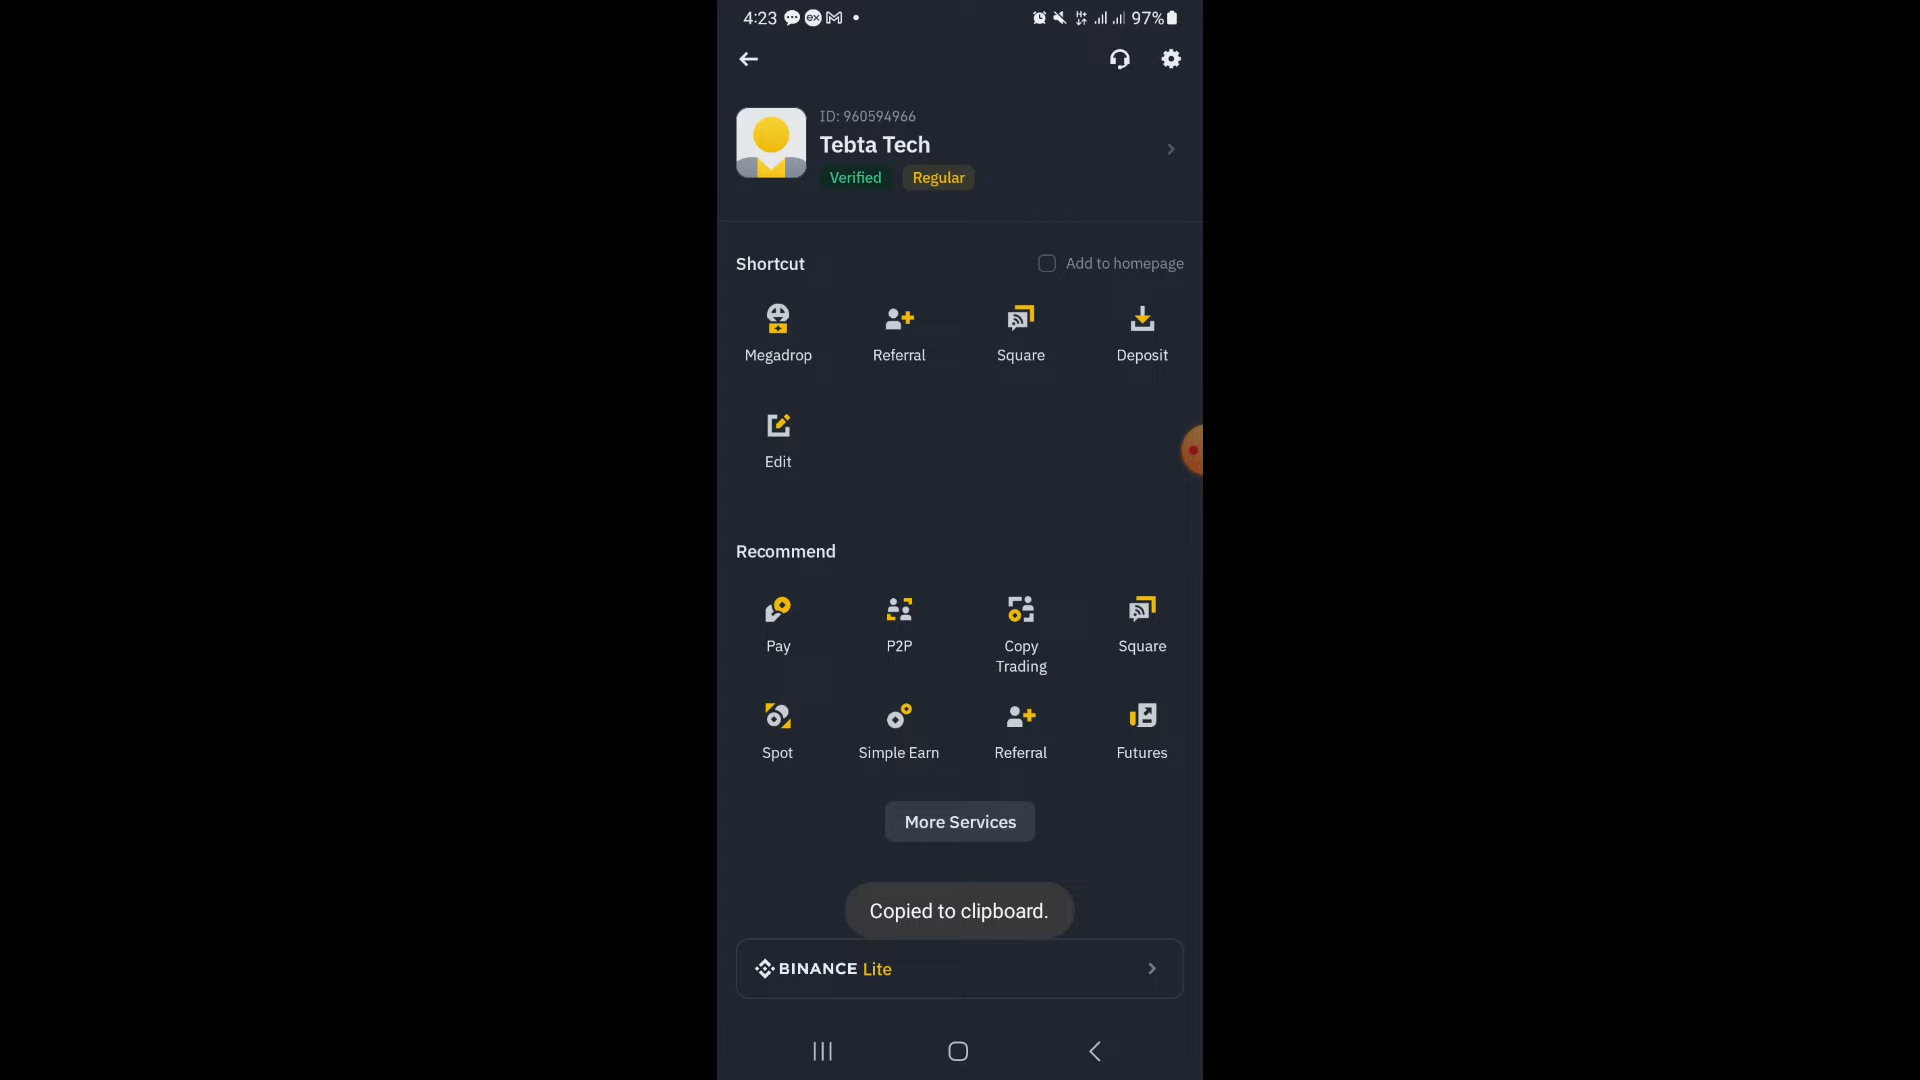 4:23
97%
ID: 960594966
Tebta Tech
Verified Regular
Shortcut
Add to homepage
Megadrop Referral Square Deposit
Edit
Recommend
Pay P2P Copy Trading Square
Spot Simple Earn Referral Futures
More Services
Copied to clipboard.
BINANCE Lite